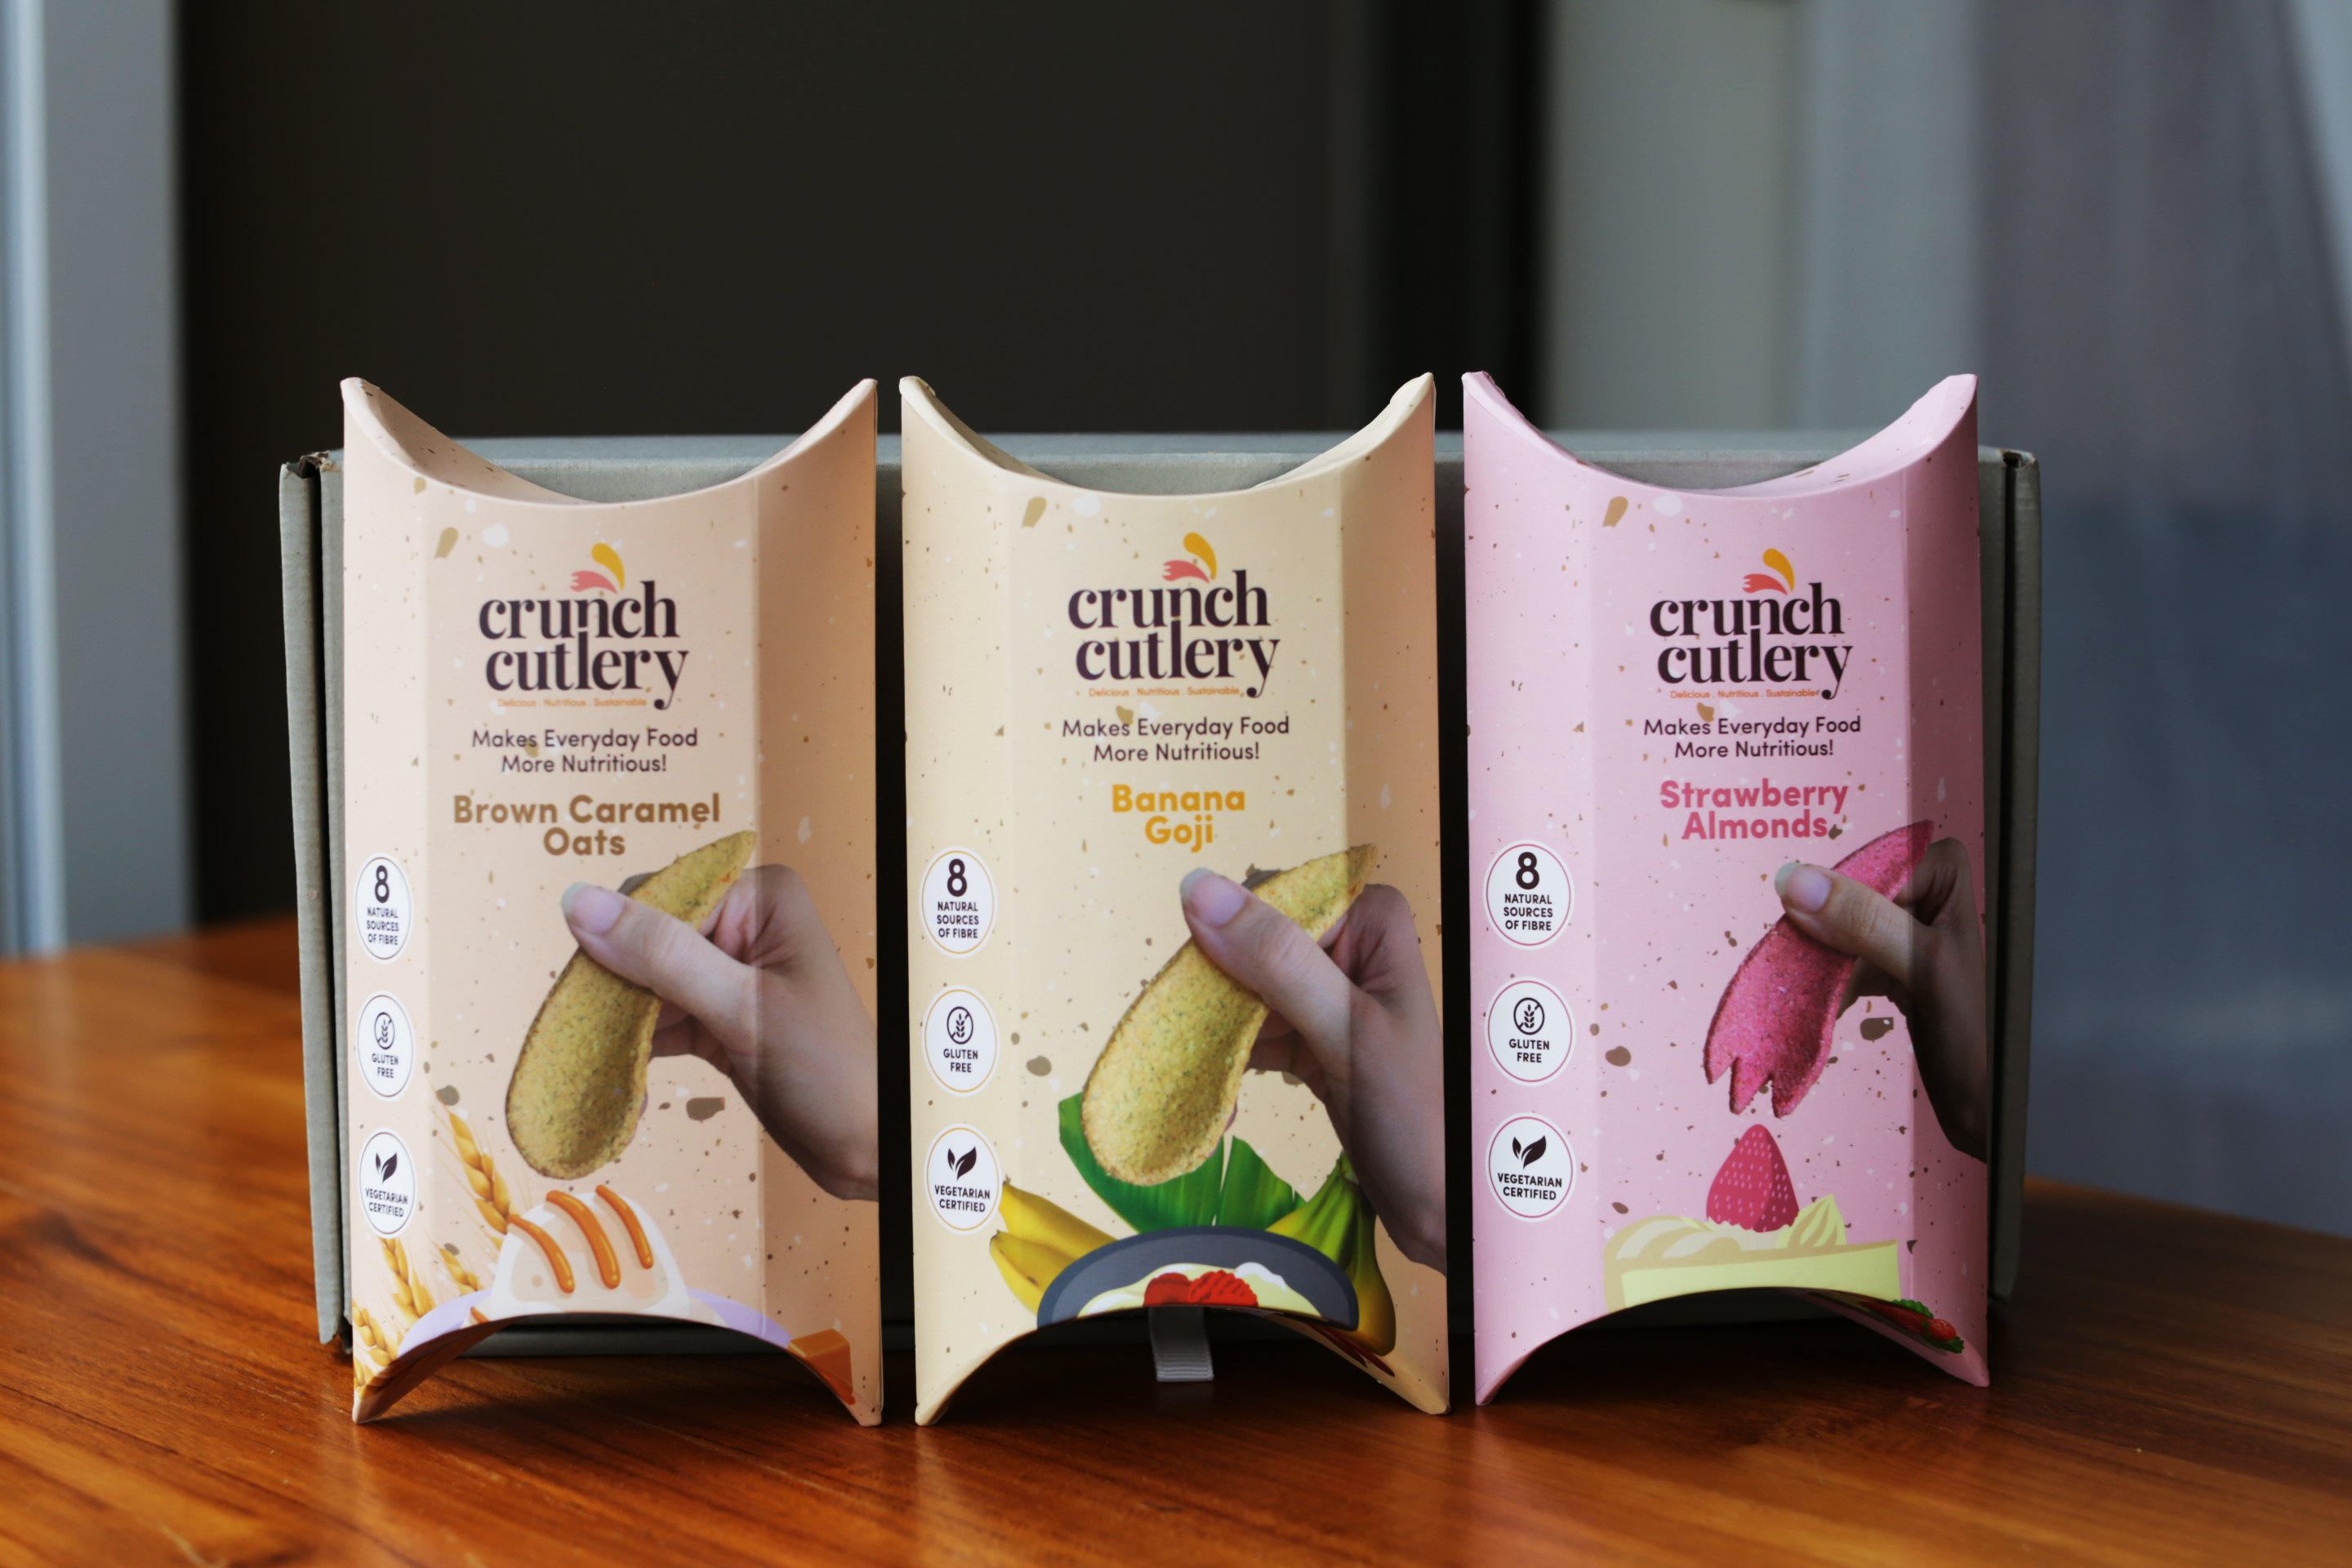 crunch
cutlery
Delicious . Nutritious . Sustainable
Makes Everyday Food
More Nutritious!
Brown Caramel
Oats
8
NATURAL
SOURCES
OF FIBRE
GLUTEN
FREE
VEGETARIAN
CERTIFIED
crunch
cutlery
Delicious . Nutritious . Sustainable
Makes Everyday Food
More Nutritious!
Banana
Goji
8
NATURAL
SOURCES
OF FIBRE
GLUTEN
FREE
VEGETARIAN
CERTIFIED
crunch
cutlery
Delicious . Nutritious . Sustainable
Makes Everyday Food
More Nutritious!
Strawberry
Almonds
8
NATURAL
SOURCES
OF FIBRE
GLUTEN
FREE
VEGETARIAN
CERTIFIED